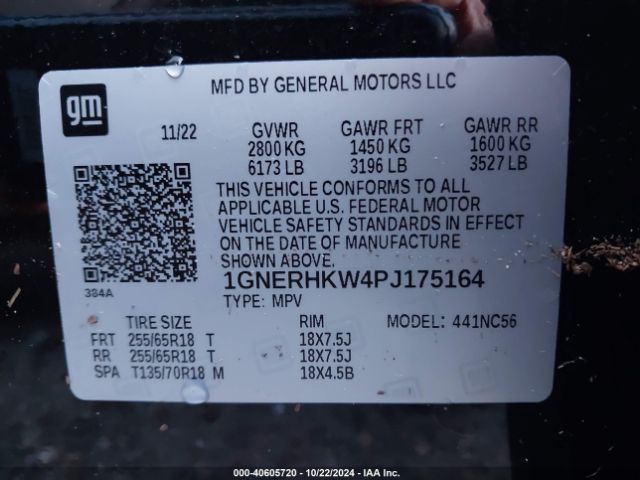 MFD BY GENERAL MOTORS LLC
gm
11/22 GVWR GAWR FRT GAWR RR
2800 KG 1450 KG 1600 KG
6173 LB 3196 LB 3527 LB
THIS VEHICLE CONFORMS TO ALL
APPLICABLE U.S. FEDERAL MOTOR
VEHICLE SAFETY STANDARDS IN EFFECT
ON THE DATE OF MANUFACTURE
SHOWN ABOVE.
1GNERHKW4PJ175164
384A
TYPE: MPV
TIRE SIZE RIM MODEL: 441NC56
FRT 255/65R18 T 18X7.5J
RR 255/65R18 T 18X7.5J
SPA T135/70R18 M 18X4.5B
000-40605720 - 10/22/2024 - IAA Inc.